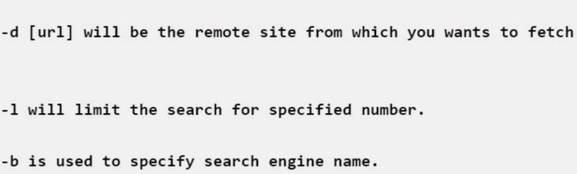 -d [url] will be the remote site from which you wants to fetch
-l will limit the search for specified number.
-b is used to specify search engine name.